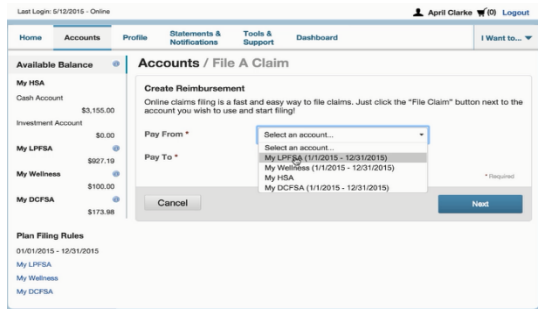 Last Login: 5/12/2015 - Online
April Clarke (0) Logout
Home Accounts Profile Statements & Notifications Tools & Support Dashboard I Want to...
Available Balance
My HSA
Cash Account
$3,155.00
Investment Account
$0.00
My LPFSA
$927.19
My Wellness
$100.00
My DCFSA
$173.98
Plan Filing Rules
01/01/2015 - 12/31/2015
My LPFSA
My Wellness
My DCFSA
Accounts / File A Claim
Create Reimbursement
Online claims filing is a fast and easy way to file claims. Just click the "File Claim" button next to the
account you wish to use and start filing!
Pay From *
Select an account...
Select an account...
My LPFSA (1/1/2015 - 12/31/2015)
My Wellness (1/1/2015 - 12/31/2015)
My HSA
My DCFSA (1/1/2015 - 12/31/2015)
Pay To *
* Required
Cancel
Next